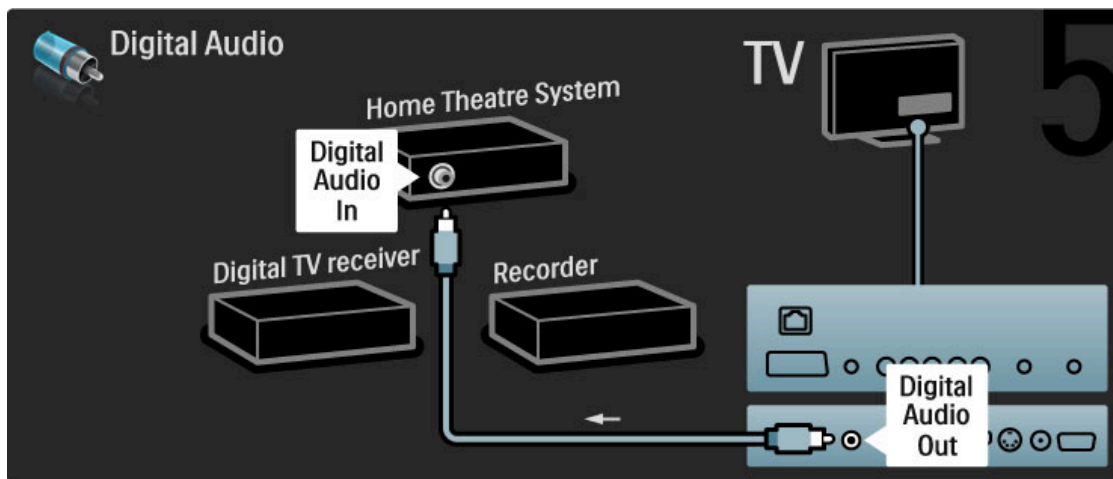 Digital Audio
TV
5
Home Theatre System
Digital
Audio
In
Digital TV receiver
Recorder
Digital
Audio
Out